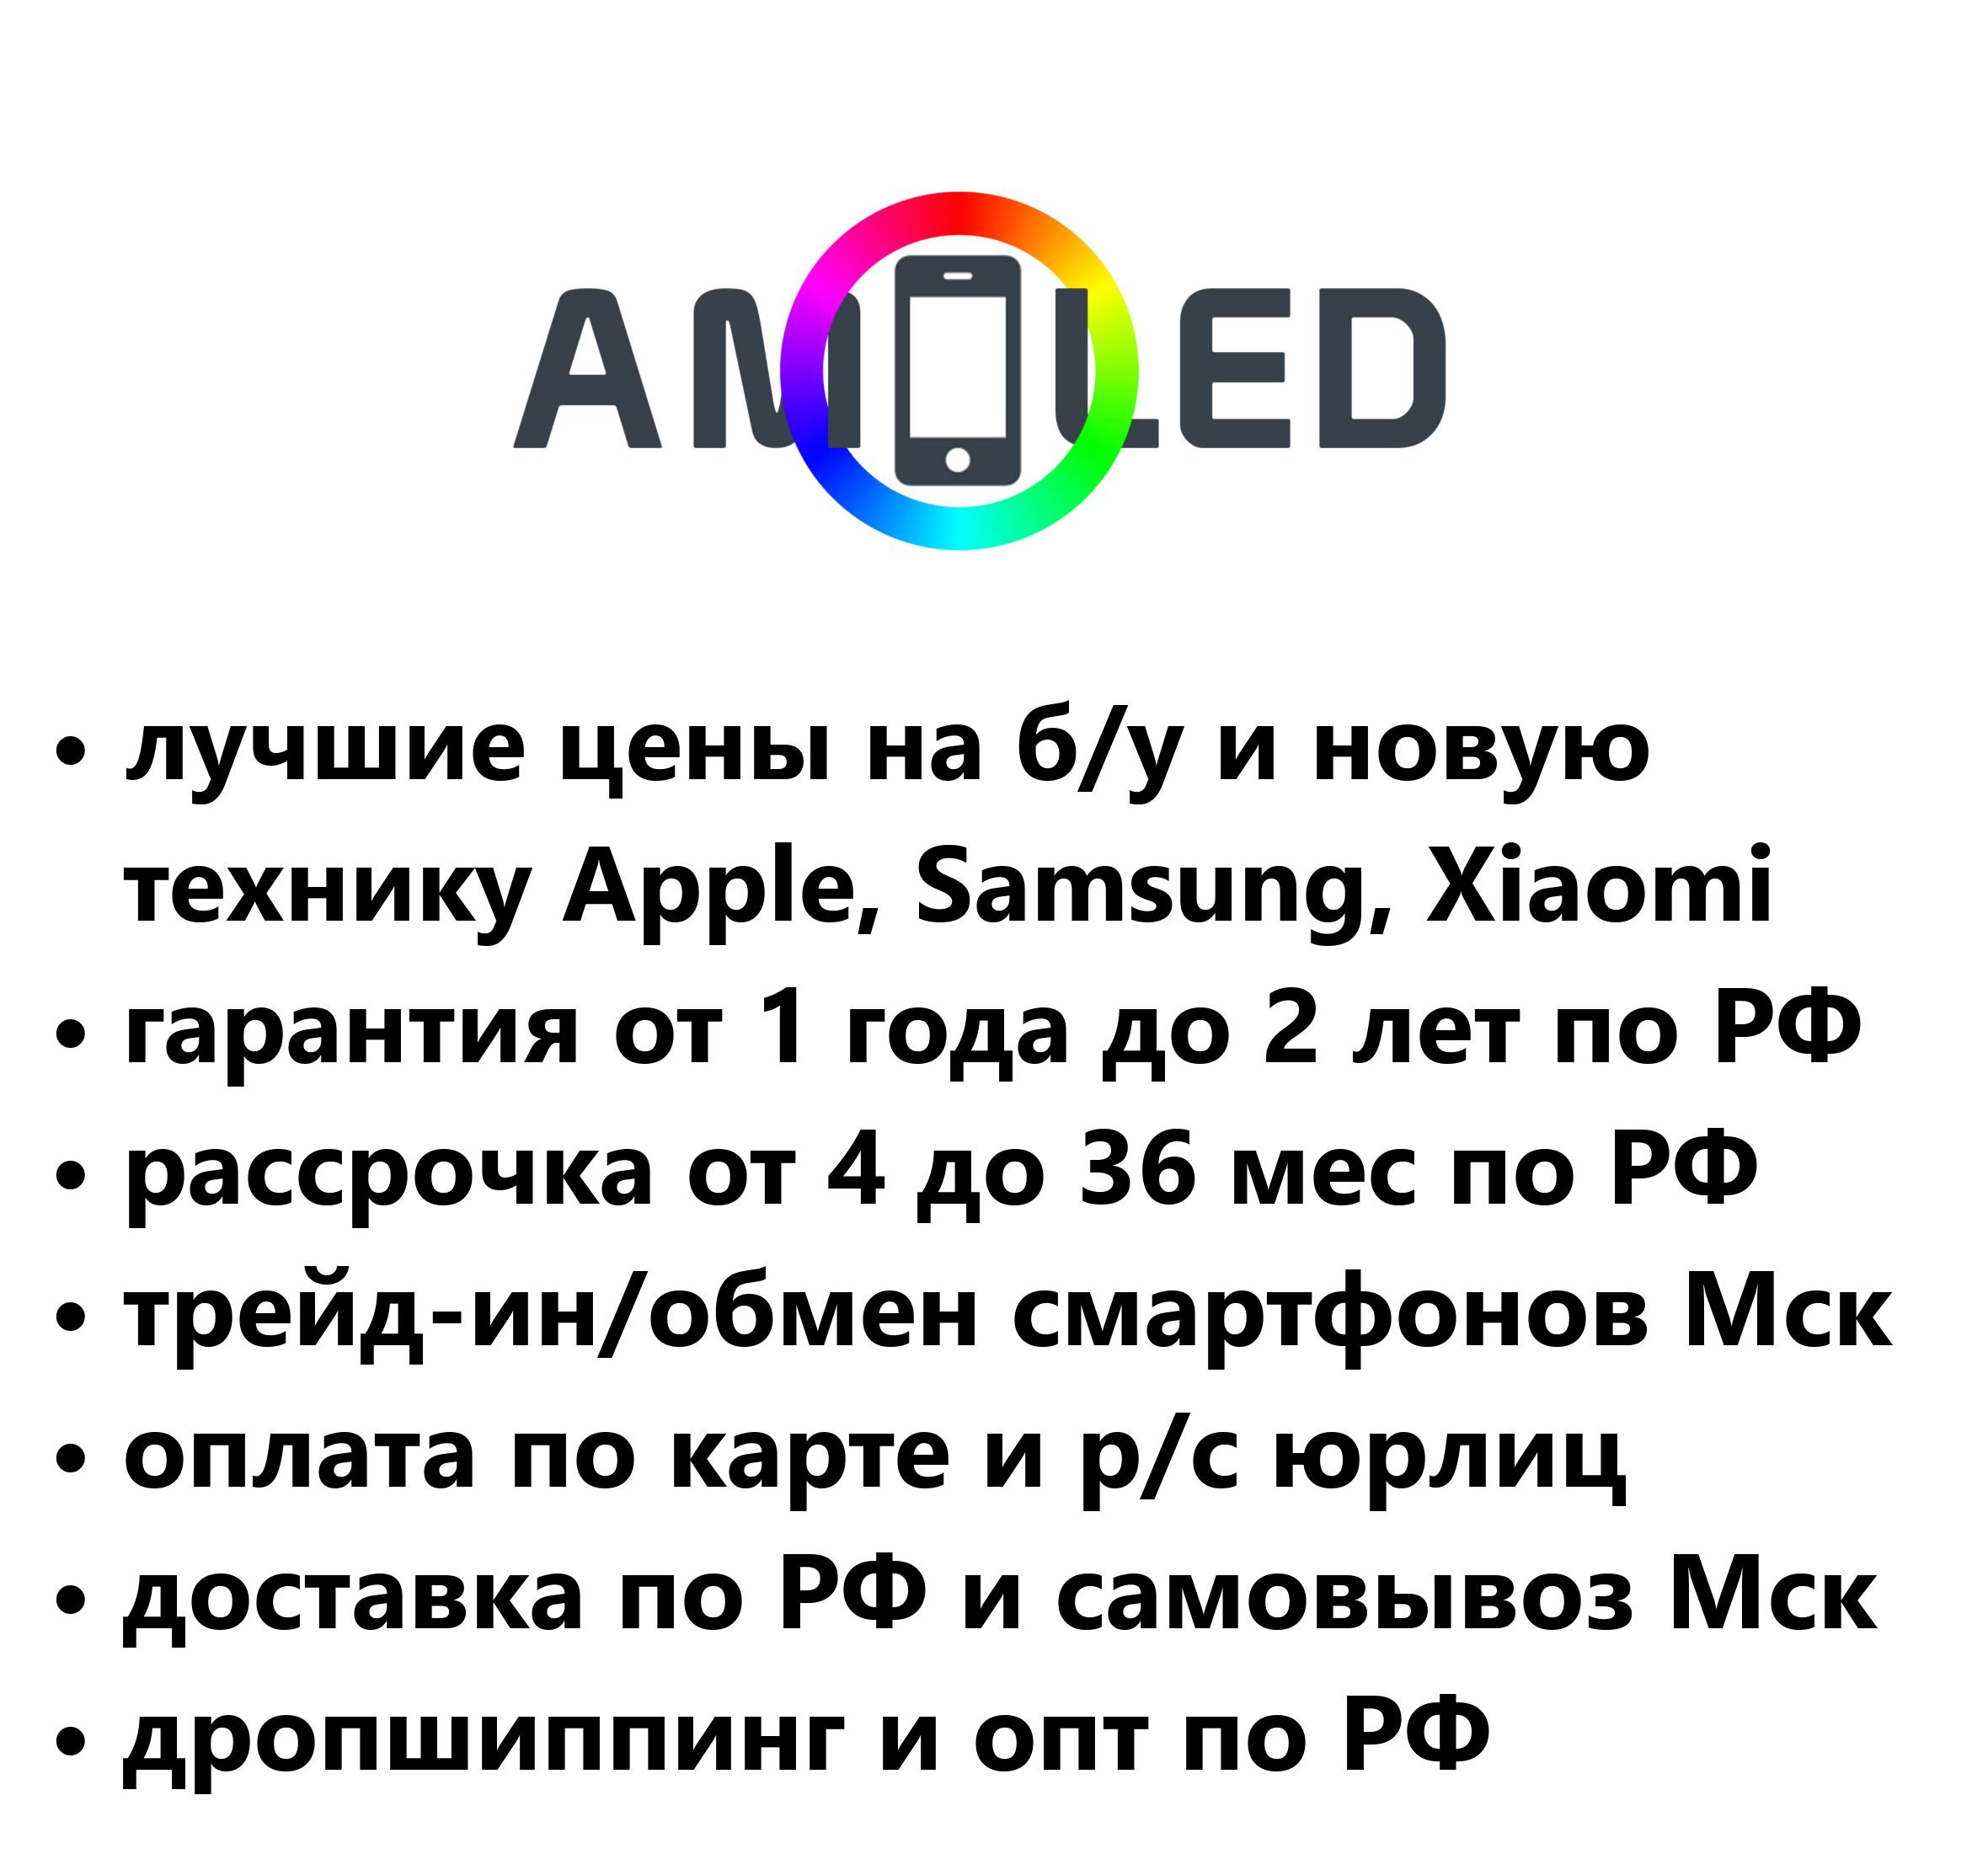 AMOLED
• лучшие цены на б/у и новую
технику Apple, Samsung, Xiaomi
• гарантия от 1 года до 2 лет по РФ
• рассрочка от 4 до 36 мес по РФ
• трейд-ин/обмен смартфонов Мск
• оплата по карте и р/с юрлиц
• доставка по РФ и самовывоз Мск
• дропшиппинг и опт по РФ